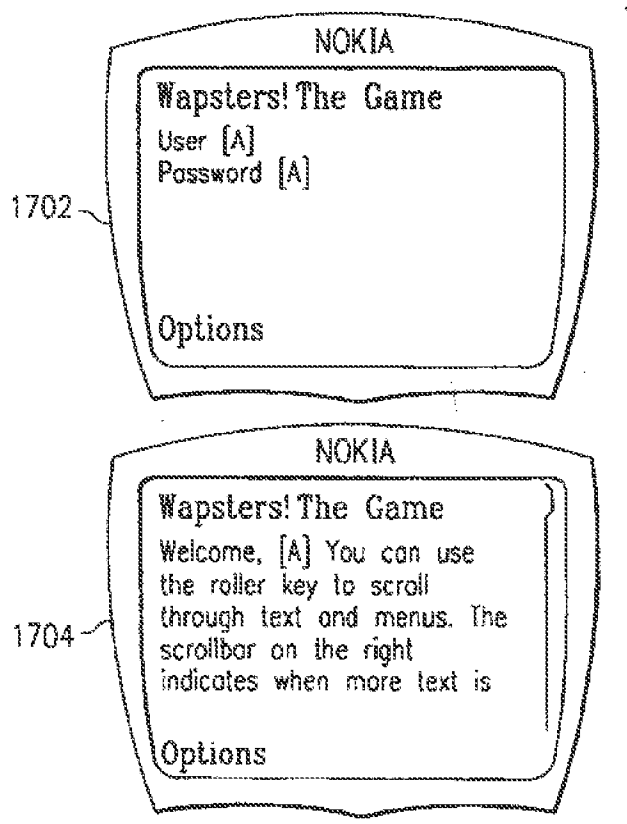 NOKIA
Wapsters! The Game
User [A]
Password [A]
1702
Options
NOKIA
Wapsters! The Game
Welcome, [A] You can use
the roller key to scroll
through text and menus. The
1704
scrollbar on the right
indicates when more text is
Options